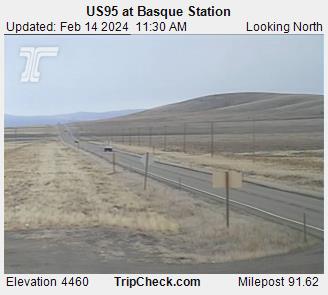 US95 at Basque Station
Updated: Feb 14 2024 11:30 AM Looking North
Elevation 4460 TripCheck.com Milepost 91.62